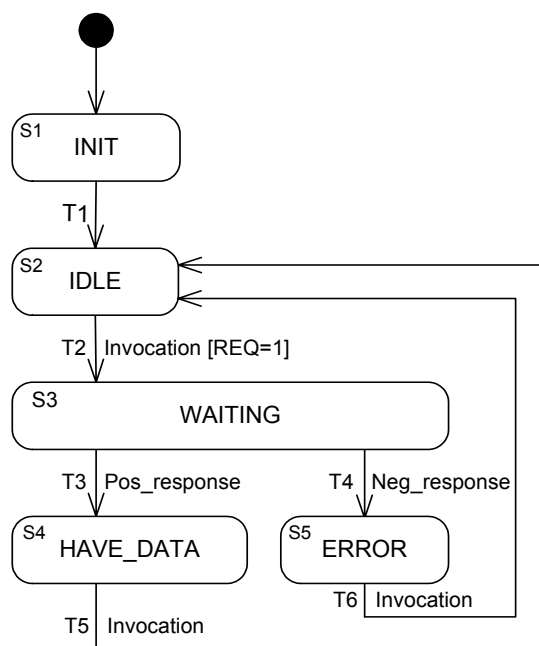 S1
INIT
T1
S2
IDLE
T2 Invocation [REQ=1]
S3
WAITING
T3 Pos_response
T4 Neg_response
S4
HAVE_DATA
S5
ERROR
T6 Invocation
T5 Invocation